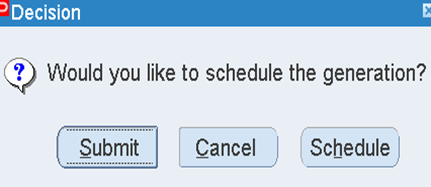 Decision
Would you like to schedule the generation?
Submit Cancel Schedule